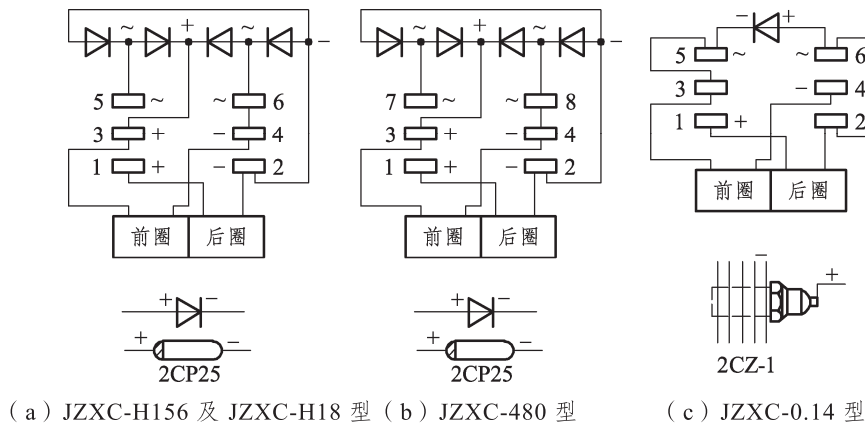 ~ + ~ −
5 ~ ~ 6
3 + − 4
1 + − 2
前圈 后圈
+ −
+ −
2CP25
(a) JZXC-H156 及 JZXC-H18 型
~ + ~ −
7 ~ ~ 8
3 + − 4
1 + − 2
前圈 后圈
+ −
+ −
2CP25
(b) JZXC-480 型
− +
5 ~ ~ 6
3 − 4
1 + 2
前圈 后圈
− +
2CZ-1
(c) JZXC-0.14 型